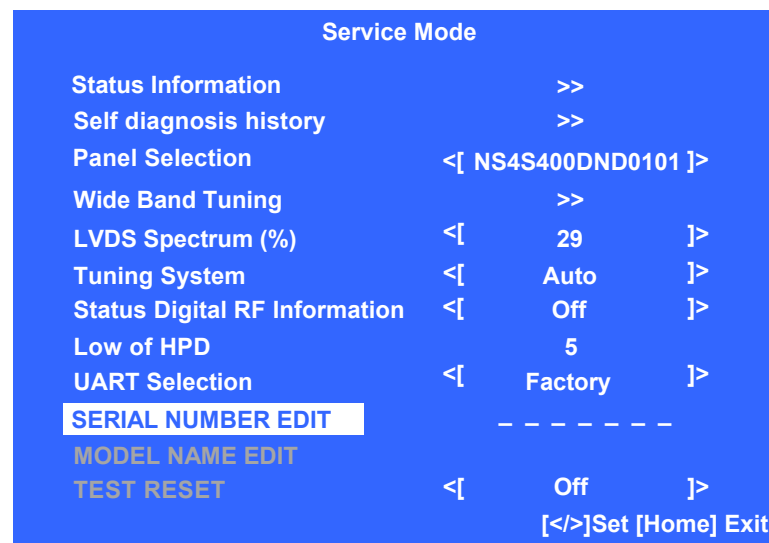 Service Mode
Status Information >>
Self diagnosis history >>
Panel Selection <[ NS4S400DND0101 ]>
Wide Band Tuning >>
LVDS Spectrum (%) <[ 29 ]>
Tuning System <[ Auto ]>
Status Digital RF Information <[ Off ]>
Low of HPD 5
UART Selection <[ Factory ]>
SERIAL NUMBER EDIT – – – – – – –
MODEL NAME EDIT
TEST RESET <[ Off ]>
[</>]Set [Home] Exit